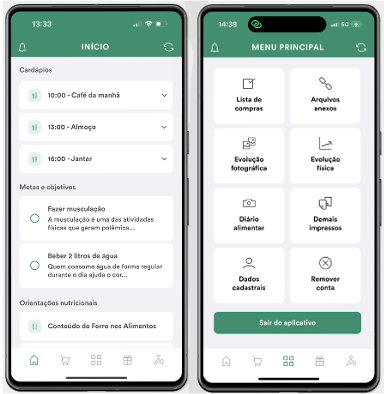 13:33
INÍCIO
Cardápios
10:00 - Café da manhã
13:00 - Almoço
16:00 - Jantar
Metas e objetivos
Fazer musculação
A musculação é uma das atividades
físicas que geram polêmica...
Beber 2 litros de água
Quem consome água de forma regular
durante o dia ajuda o cor...
Orientações nutricionais
Conteúdo de Ferro nos Alimentos
14:38
5G
MENU PRINCIPAL
Lista de
compras
Arquivos
anexos
Evolução
fotográfica
Evolução
física
Diário
alimentar
Demais
impressos
Dados
cadastrais
Remover
conta
Sair do aplicativo